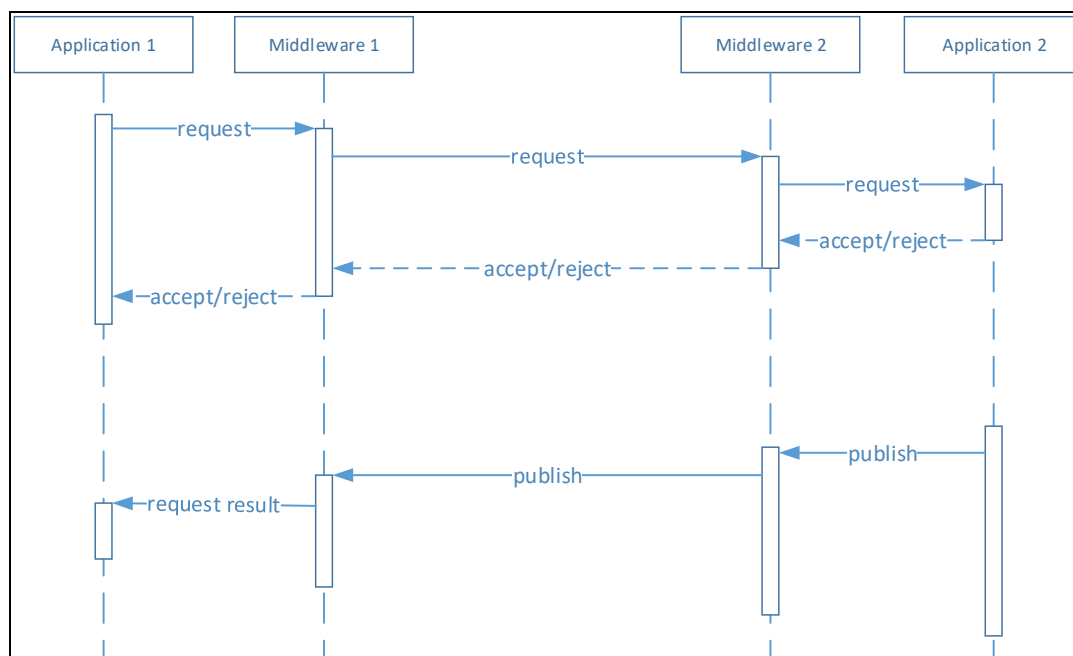 Application 1
Middleware 1
Middleware 2
Application 2
request
request
request
accept/reject
accept/reject
accept/reject
publish
publish
request result